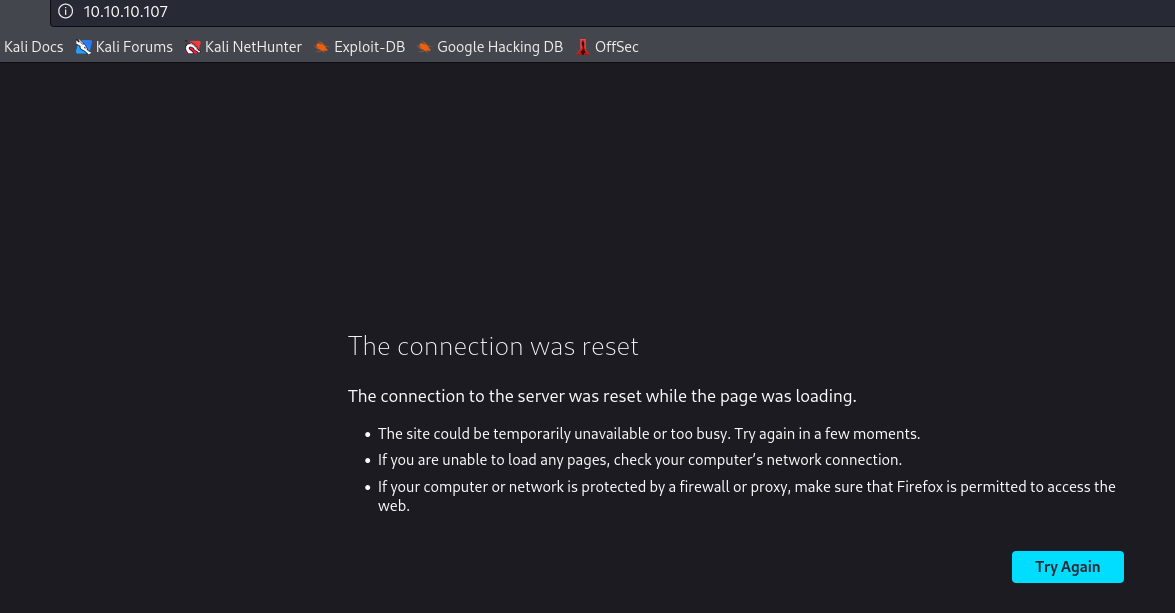 10.10.10.107
Kali Docs Kali Forums Kali NetHunter Exploit-DB Google Hacking DB OffSec
The connection was reset
The connection to the server was reset while the page was loading.
• The site could be temporarily unavailable or too busy. Try again in a few moments.
• If you are unable to load any pages, check your computer’s network connection.
• If your computer or network is protected by a firewall or proxy, make sure that Firefox is permitted to access the
web.
Try Again